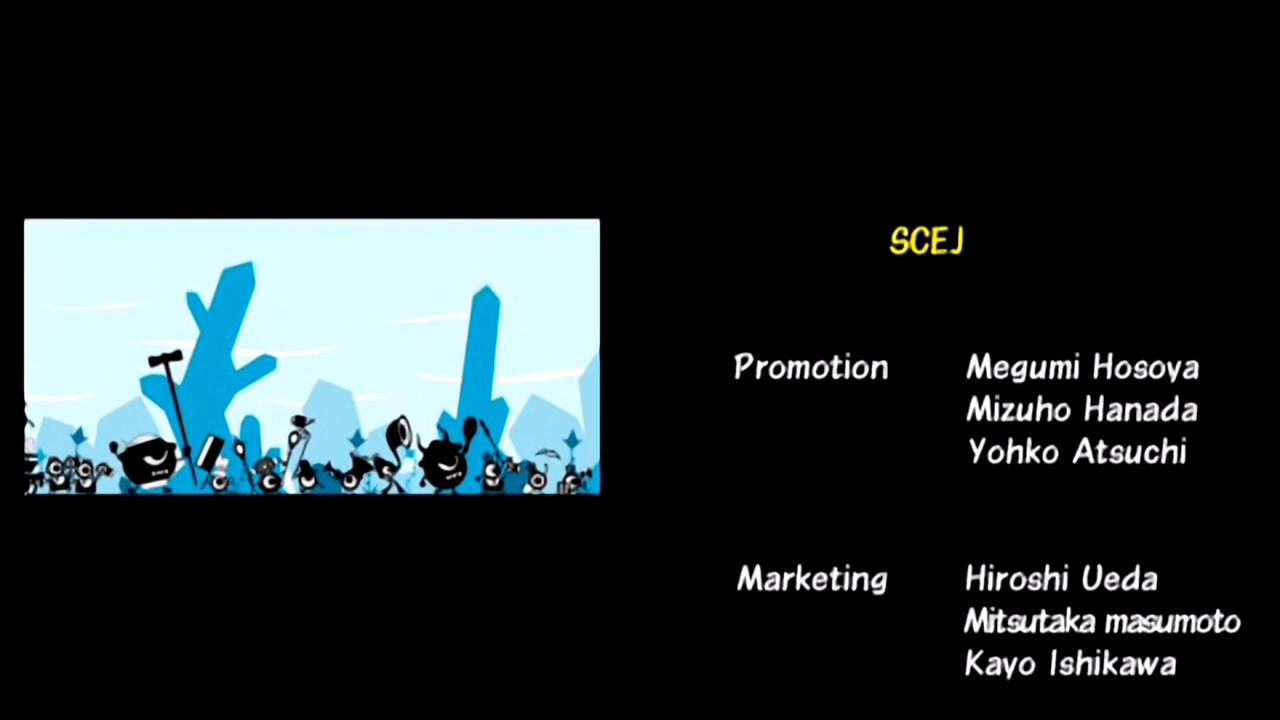 SCEJ
Promotion Megumi Hosoya
Mizuho Hanada
Yohko Atsuchi
Marketing Hiroshi Ueda
Mitsutaka masumoto
Kayo Ishikawa